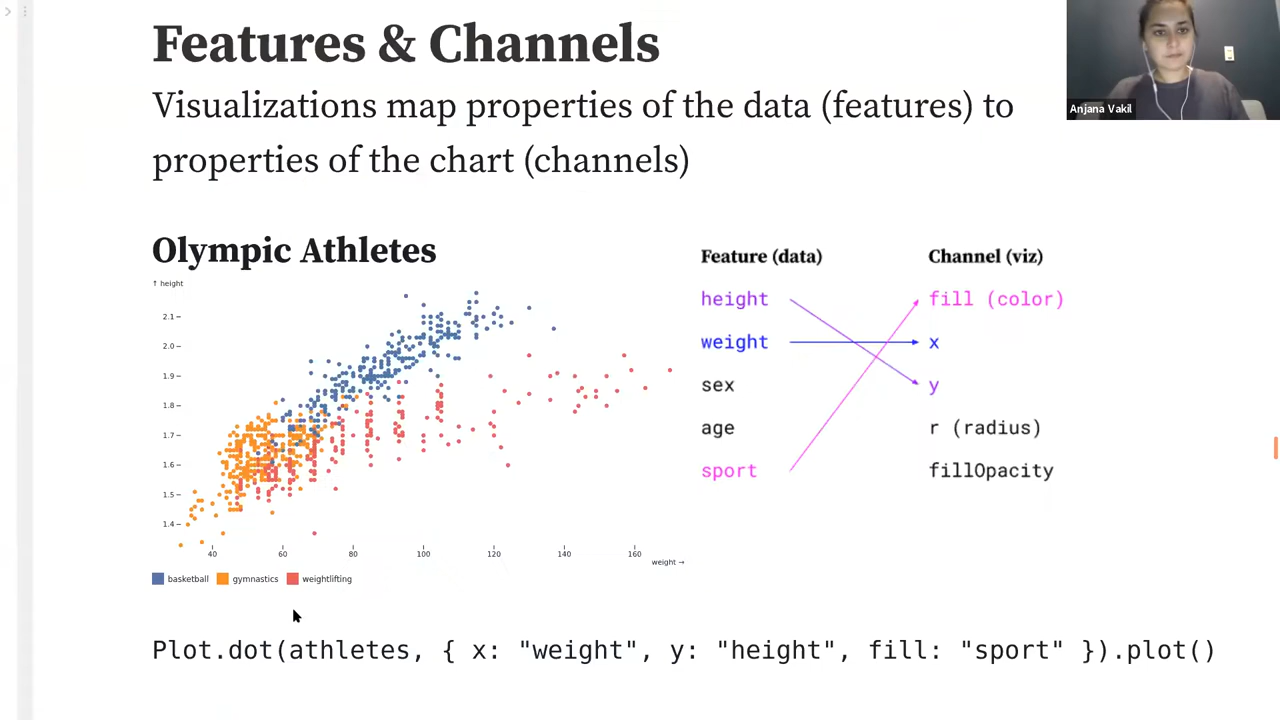 Features & Channels
Anjana Vakil
Visualizations map properties of the data (features) to
properties of the chart (channels)
Olympic Athletes
↑ height
2.1
2.0
1.9
1.8
1.7
1.6
1.5
1.4
40 60 80 100 120 140 160
weight →
basketball gymnastics weightlifting
Feature (data) Channel (viz)
height fill (color)
weight x
sex y
age r (radius)
sport fillOpacity
Plot.dot(athletes, { x: "weight", y: "height", fill: "sport" }).plot()